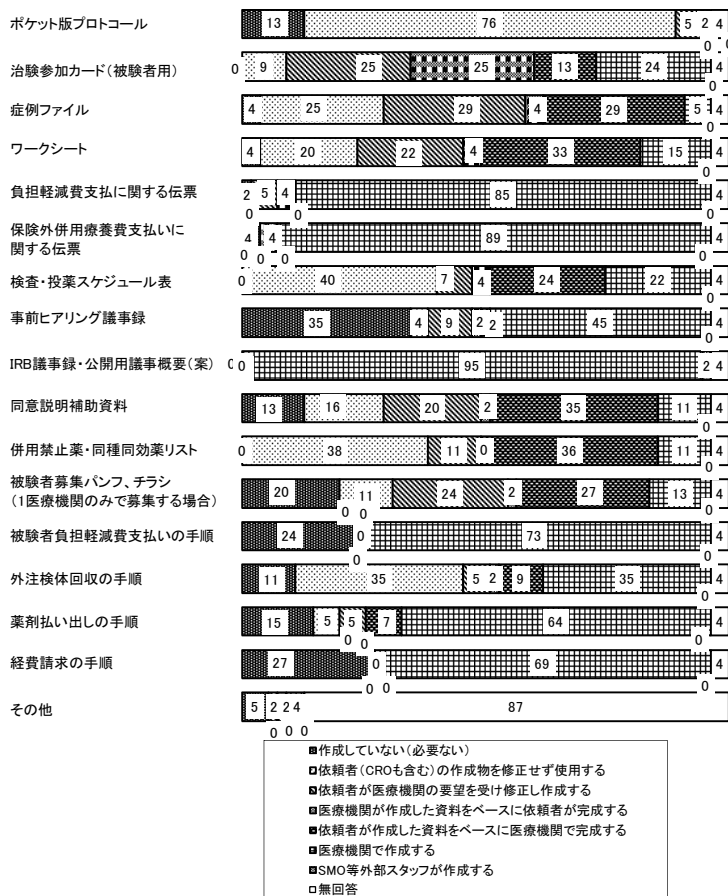 ポケット版プロトコール 13 76 5 2 4
0 0
治験参加カード(被験者用) 0 9 25 25 13 24 4
0
症例ファイル 4 25 29 4 29 5 4
0
ワークシート 4 20 22 4 33 15 4
0
負担軽減費支払に関する伝票 2 5 4 85 4
0 0 0
保険外併用療養費支払いに
関する伝票 4 4 89 4
0 0 0 0
検査・投薬スケジュール表 0 40 7 4 24 22 4
0
事前ヒアリング議事録 35 4 9 2 2 45 4
0
IRB議事録・公開用議事概要(案) 0 0 95 2 4
同意説明補助資料 13 16 20 2 35 11 4
0
併用禁止薬・同種同効薬リスト 0 38 11 0 36 11 4
0
被験者募集パンフ、チラシ
(1医療機関のみで募集する場合) 20 11 24 2 27 13 4
0 0 0
被験者負担軽減費支払いの手順 24 0 73 4
0 0
外注検体回収の手順 11 35 5 2 9 35 4
0
薬剤払い出しの手順 15 5 5 7 64 4
0 0 0
経費請求の手順 27 0 69 4
0 0 0
その他 5 2 2 4 87
0 0 0
作成していない(必要ない)
依頼者(CROも含む)の作成物を修正せず使用する
依頼者が医療機関の要望を受け修正し作成する
医療機関が作成した資料をベースに依頼者が完成する
依頼者が作成した資料をベースに医療機関で完成する
医療機関で作成する
SMO等外部スタッフが作成する
無回答